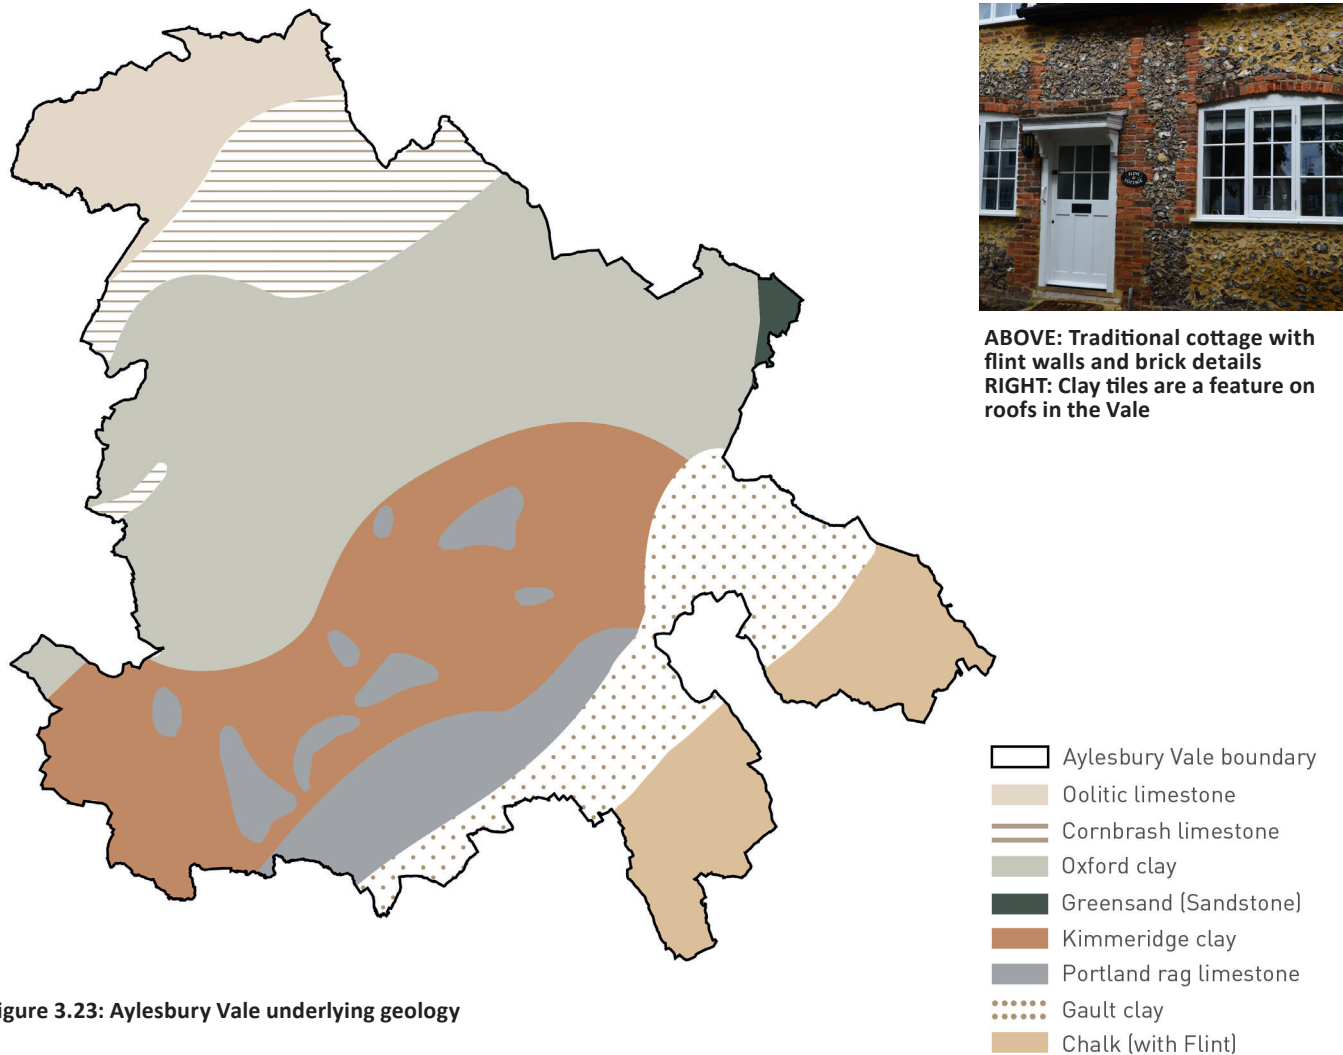 ABOVE: Traditional cottage with
flint walls and brick details
RIGHT: Clay tiles are a feature on
roofs in the Vale
FLINT
COTTAGE
Aylesbury Vale boundary
Oolitic limestone
Cornbrash limestone
Oxford clay
Greensand (Sandstone)
Kimmeridge clay
Portland rag limestone
Gault clay
Chalk (with Flint)
igure 3.23: Aylesbury Vale underlying geology